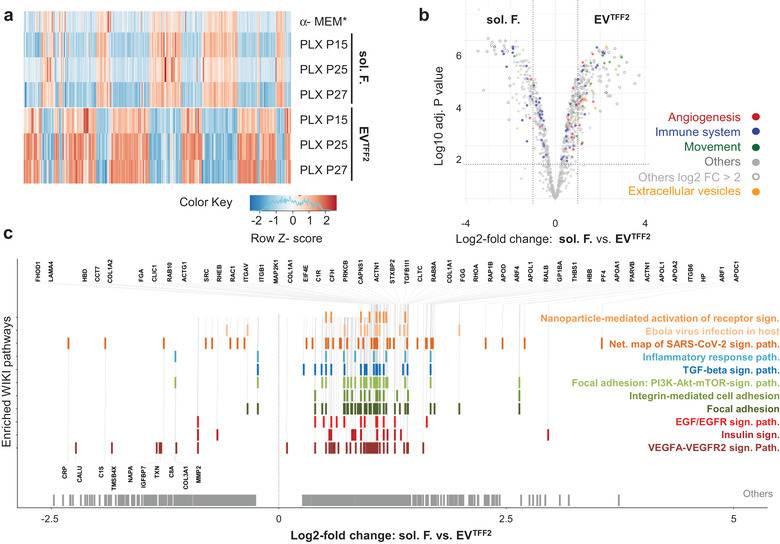 a
α- MEM*
PLX P15
PLX P25
PLX P27
sol. F.
PLX P15
PLX P25
PLX P27
EVTFF2
Color Key
-2 -1 0 1 2
Row Z- score
b
sol. F.
EVTFF2
6
4
2
Log10 adj. P value
-4 0 4
Log2-fold change: sol. F. vs. EVTFF2
Angiogenesis
Immune system
Movement
Others
Others log2 FC > 2
Extracellular vesicles
c
FHOD1
LAMA4
HBD
CCT7
COL1A2
FGA
CLIC1
RAB10
ACTG1
SRC
RHEB
RAC1
ITGAV
ITGB1
MAP2K1
COL1A1
EIF4E
C1R
CFH
PRKCB
CAPNS1
ACTN1
STXBP2
TGFB1I1
CLTC
RAB8A
COL1A1
FGG
RHOA
RAP1B
APOD
ARF4
APOL1
RALB
GP1BA
THBS1
HBB
PF4
APOA1
PARVB
ACTN1
APOL1
APOA2
ITGB6
HP
ARF1
APOC1
Enriched WIKI pathways
Nanoparticle-mediated activation of receptor sign.
Ebola virus infection in host
Net. map of SARS-CoV-2 sign. path.
Inflammatory response path.
TGF-beta sign. path.
Focal adhesion: PI3K-Akt-mTOR-sign. path.
Integrin-mediated cell adhesion
Focal adhesion
EGF/EGFR sign. path.
Insulin sign.
VEGFA-VEGFR2 sign. Path.
CRP
CALU
C1S
TMSB4X
NAPA
IGFBP7
TXN
C8A
COL3A1
MMP2
Others
-2.5 0 2.5 5
Log2-fold change: sol. F. vs. EVTFF2